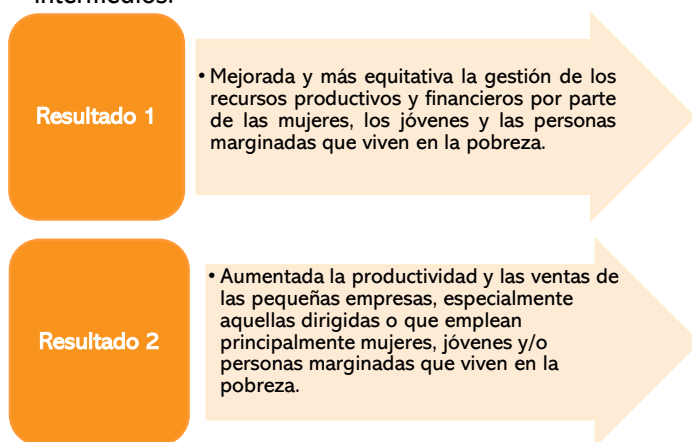 intermedios.
Resultado 1
• Mejorada y más equitativa la gestión de los
recursos productivos y financieros por parte
de las mujeres, los jóvenes y las personas
marginadas que viven en la pobreza.
Resultado 2
• Aumentada la productividad y las ventas de
las pequeñas empresas, especialmente
aquellas dirigidas o que emplean
principalmente mujeres, jóvenes y/o
personas marginadas que viven en la
pobreza.